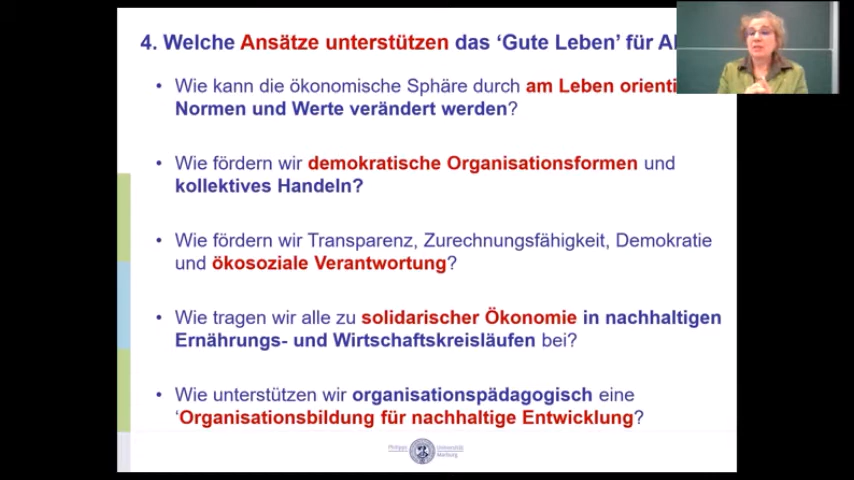 4. Welche Ansätze unterstützen das ‘Gute Leben’ für
• Wie kann die ökonomische Sphäre durch am Leben
Normen und Werte verändert werden?
• Wie fördern wir demokratische Organisationsformen und
kollektives Handeln?
• Wie fördern wir Transparenz, Zurechnungsfähigkeit, Demokratie
und ökosoziale Verantwortung?
• Wie tragen wir alle zu solidarischer Ökonomie in nachhaltigen
Ernährungs- und Wirtschaftskreisläufen bei?
• Wie unterstützen wir organisationspädagogisch eine
‘Organisationsbildung für nachhaltige Entwicklung?
Philipps Universität
Marburg